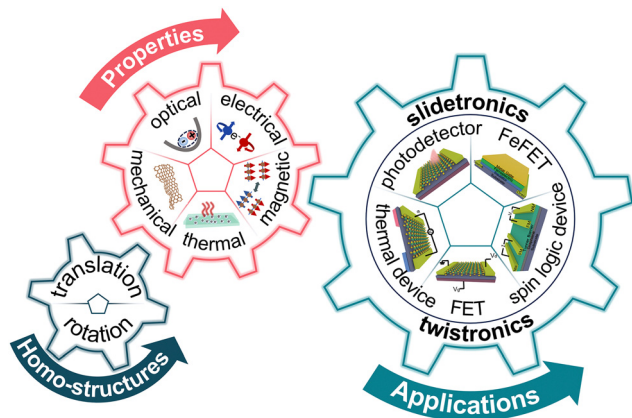 Properties
optical
electrical
mechanical
magnetic
thermal
translation
rotation
Homo-structures
slidetronics
photodetector
FeFET
thermal device
spin logic device
FET
twistronics
Applications